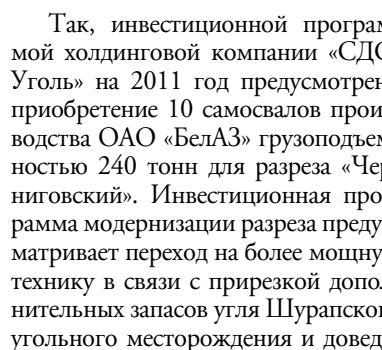 Так, инвестиционной програм
мой холдинговой компании «СДС
Уголь» на 2011 год предусмотрен
приобретение 10 самосвалов прои
водства ОАО «БелАЗ» грузоподъем
ностью 240 тонн для разреза «Чер
ниговский». Инвестиционная про
рамма модернизации разреза преду
матривает переход на более мощну
технику в связи с прирезкой допол
нительных запасов угля Шурапског
угольного месторождения и довед